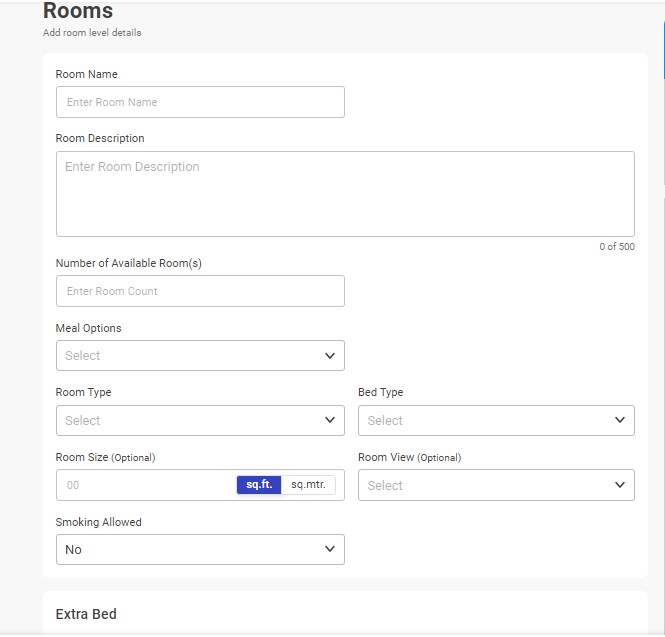 Rooms
Add room level details
Room Name
Enter Room Name
Room Description
Enter Room Description
0 of 500
Number of Available Room(s)
Enter Room Count
Meal Options
Select
Room Type
Bed Type
Select
Select
Room Size (Optional)
Room View (Optional)
00 sq.ft. sq.mtr.
Select
Smoking Allowed
No
Extra Bed